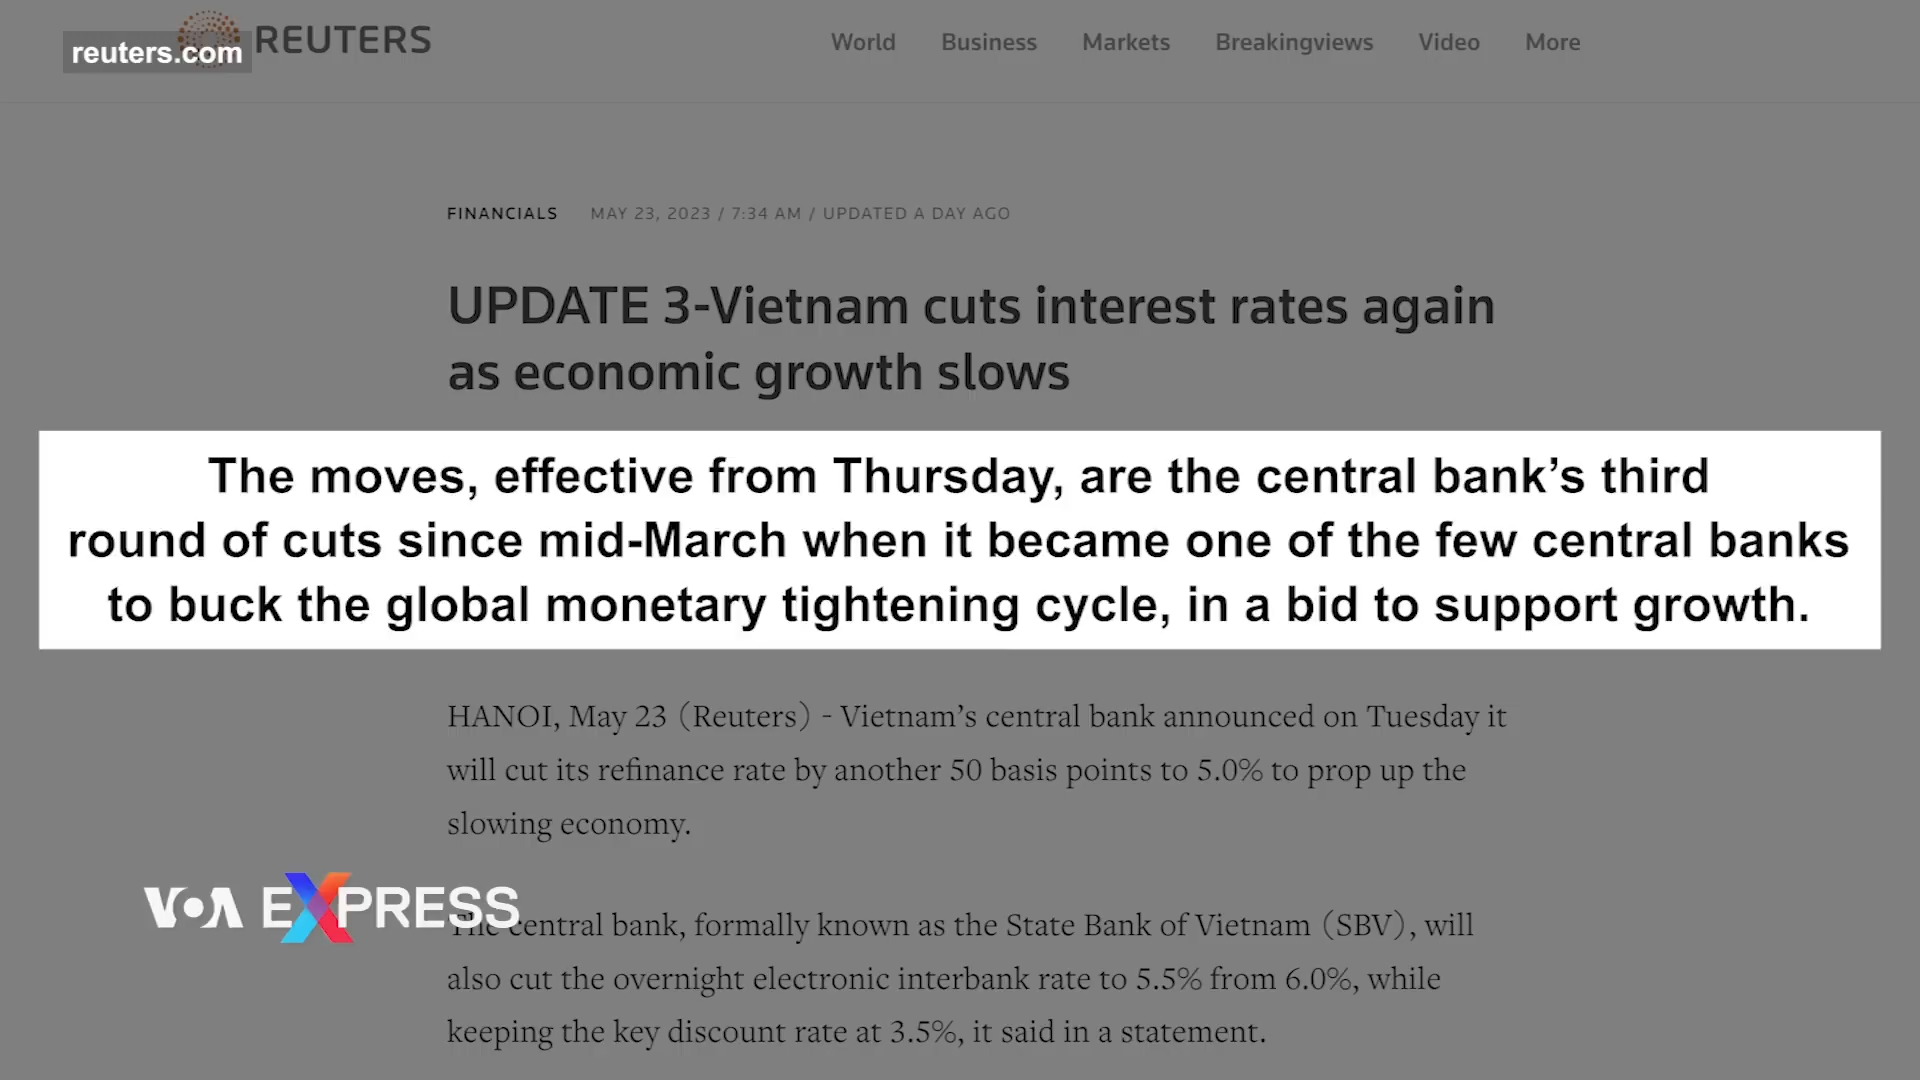 reuters.com
REUTERS
World Business Markets Breakingviews Video More
FINANCIALS MAY 23, 2023 / 7:34 AM / UPDATED A DAY AGO
UPDATE 3-Vietnam cuts interest rates again
as economic growth slows
The moves, effective from Thursday, are the central bank’s third
round of cuts since mid-March when it became one of the few central banks
to buck the global monetary tightening cycle, in a bid to support growth.
HANOI, May 23 (Reuters) - Vietnam’s central bank announced on Tuesday it
will cut its refinance rate by another 50 basis points to 5.0% to prop up the
slowing economy.
VOA EXPRESS
The central bank, formally known as the State Bank of Vietnam (SBV), will
also cut the overnight electronic interbank rate to 5.5% from 6.0%, while
keeping the key discount rate at 3.5%, it said in a statement.